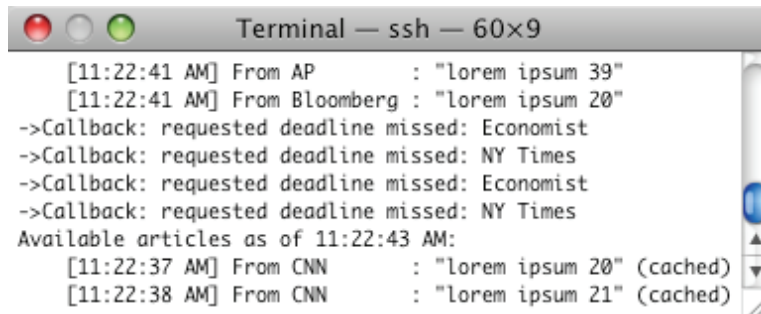 Terminal — ssh — 60×9
[11:22:41 AM] From AP        : "lorem ipsum 39"
[11:22:41 AM] From Bloomberg : "lorem ipsum 20"
->Callback: requested deadline missed: Economist
->Callback: requested deadline missed: NY Times
->Callback: requested deadline missed: Economist
->Callback: requested deadline missed: NY Times
Available articles as of 11:22:43 AM:
[11:22:37 AM] From CNN       : "lorem ipsum 20" (cached)
[11:22:38 AM] From CNN       : "lorem ipsum 21" (cached)